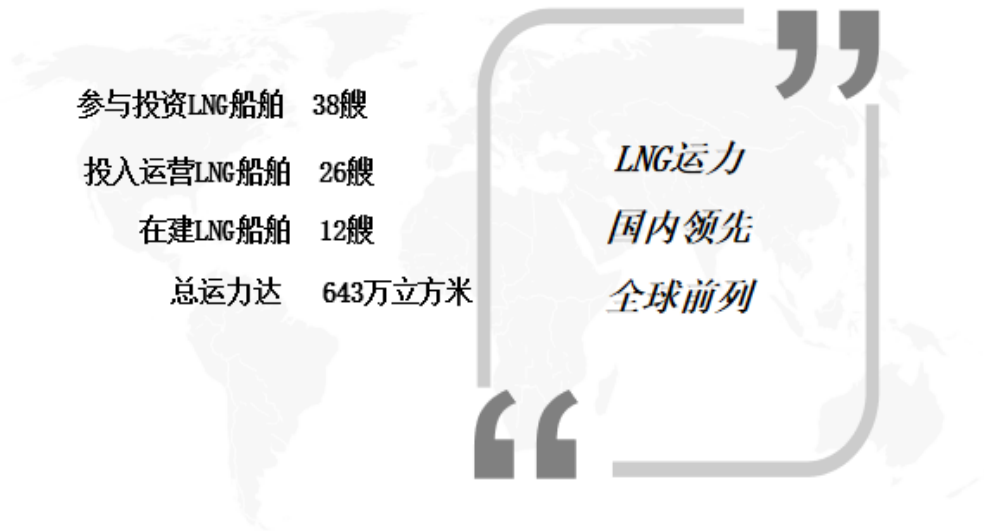 参与投资LNG船舶 38艘
投入运营LNG船舶 26艘
在建LNG船舶 12艘
总运力达 643万立方米
LNG运力
国内领先
全球前列